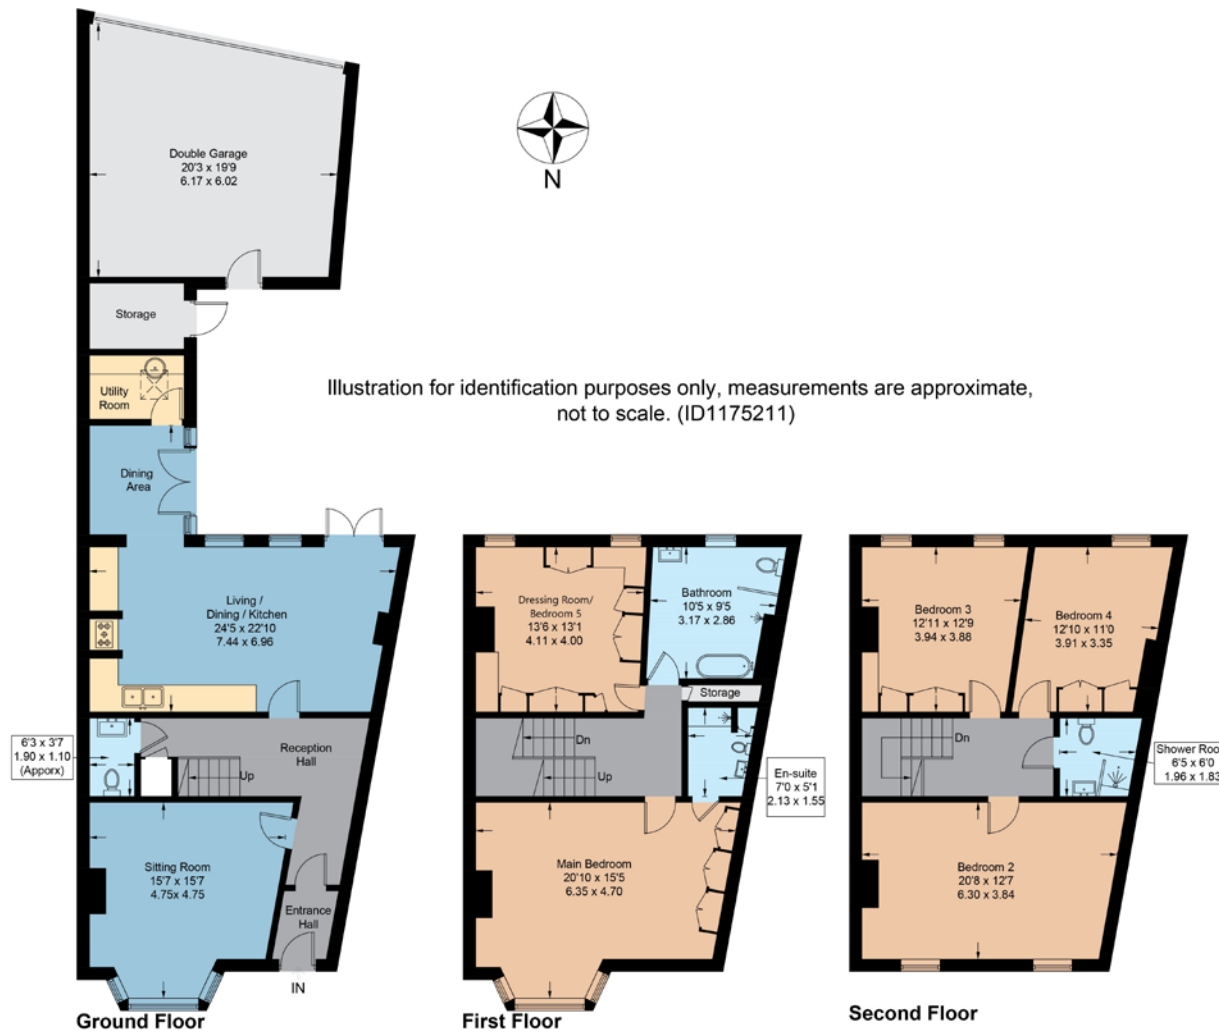 Double Garage
20'3 x 19'9
6.17 x 6.02
N
Storage
Utility
Room
Illustration for identification purposes only, measurements are approximate,
not to scale. (ID1175211)
Dining
Area
Living /
Dining / Kitchen
24'5 x 22'10
7.44 x 6.96
6'3 x 3'7
1.90 x 1.10
(Apporx)
Reception
Hall
Up
Sitting Room
15'7 x 15'7
4.75x 4.75
Entrance
Hall
IN
Ground Floor
Dressing Room/
Bedroom 5
13'6 x 13'1
4.11 x 4.00
Bathroom
10'5 x 9'5
3.17 x 2.86
Storage
Dn
Up
En-suite
7'0 x 5'1
2.13 x 1.55
Main Bedroom
20'10 x 15'5
6.35 x 4.70
First Floor
Bedroom 3
12'11 x 12'9
3.94 x 3.88
Bedroom 4
12'10 x 11'0
3.91 x 3.35
Dn
Shower Roo
6'5 x 6'0
1.96 x 1.83
Bedroom 2
20'8 x 12'7
6.30 x 3.84
Second Floor